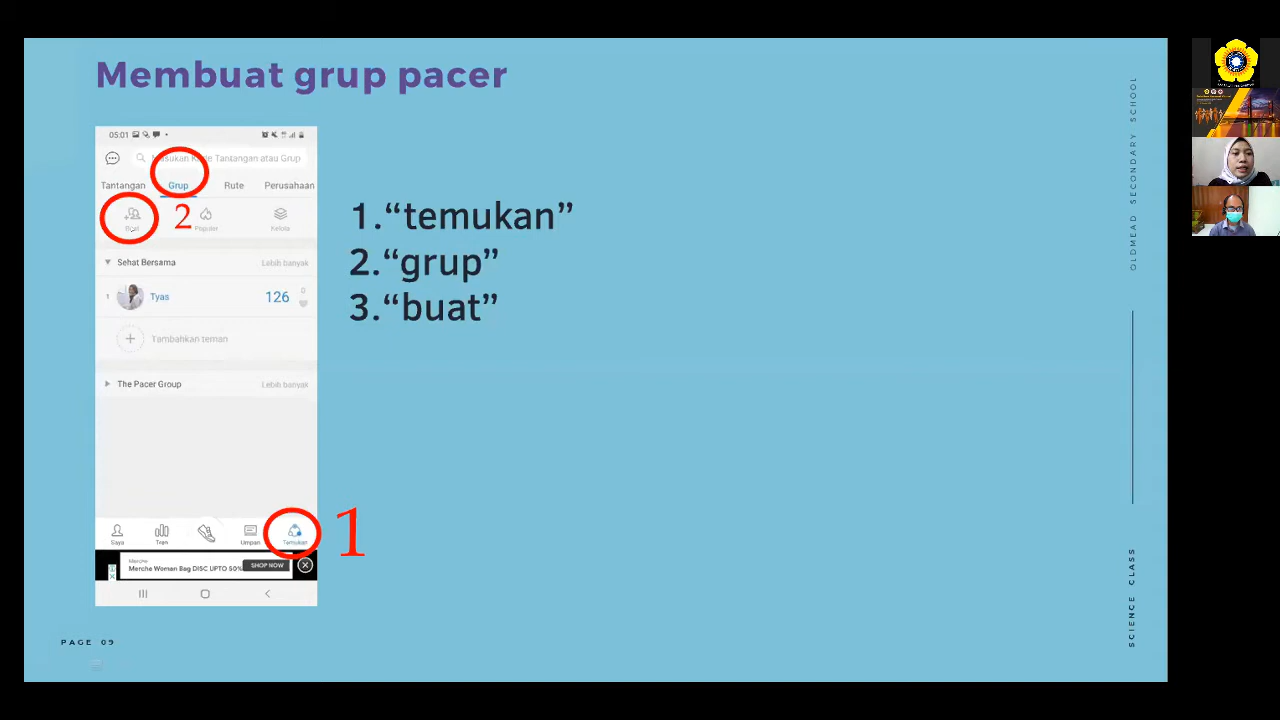 Membuat grup pacer
05:01
Masukan Kode Tantangan atau Grup
Tantangan Grup Rute Perusahaan
2
Buat Populer Kelola
Sehat Bersama Lebih banyak
1 Tyas 126 0
Tambahkan teman
The Pacer Group Lebih banyak
Saya Tren Umpan Temukan
1
Merche
Merche Woman Bag DISC UPTO 50% SHOP NOW
1.“temukan”
2.“grup”
3.“buat”
OLDMEAD SECONDARY SCHOOL
SCIENCE CLASS
PAGE 09